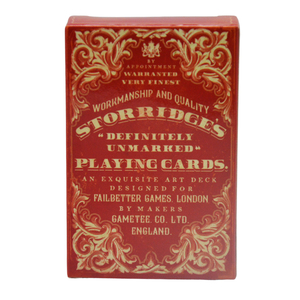 BY
APPOINTMENT
WARRANTED
VERY FINEST
WORKMANSHIP AND QUALITY
STORRIDGE'S
"DEFINITELY
UNMARKED"
PLAYING CARDS.
AN EXQUISITE ART DECK
DESIGNED FOR
FAILBETTER GAMES, LONDON
BY MAKERS
GAMETEE CO. LTD.
ENGLAND.